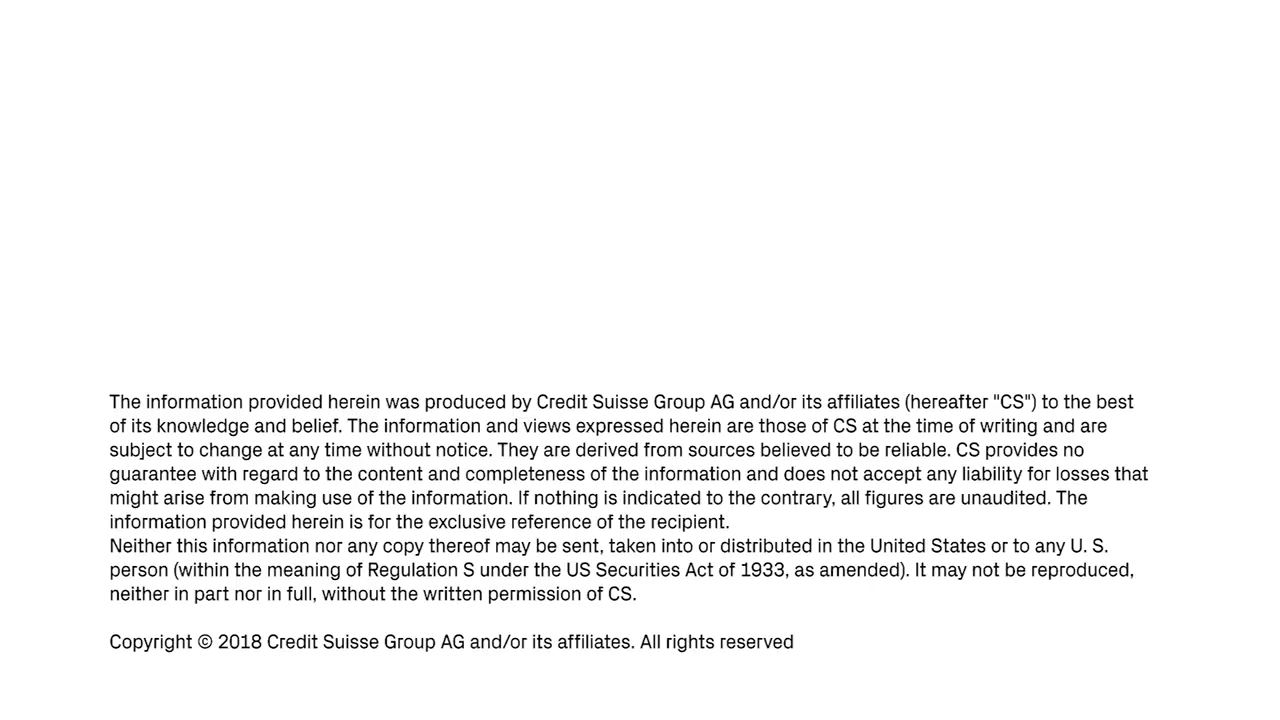 The information provided herein was produced by Credit Suisse Group AG and/or its affiliates (hereafter "CS") to the best
of its knowledge and belief. The information and views expressed herein are those of CS at the time of writing and are
subject to change at any time without notice. They are derived from sources believed to be reliable. CS provides no
guarantee with regard to the content and completeness of the information and does not accept any liability for losses that
might arise from making use of the information. If nothing is indicated to the contrary, all figures are unaudited. The
information provided herein is for the exclusive reference of the recipient.
Neither this information nor any copy thereof may be sent, taken into or distributed in the United States or to any U. S.
person (within the meaning of Regulation S under the US Securities Act of 1933, as amended). It may not be reproduced,
neither in part nor in full, without the written permission of CS.
Copyright © 2018 Credit Suisse Group AG and/or its affiliates. All rights reserved